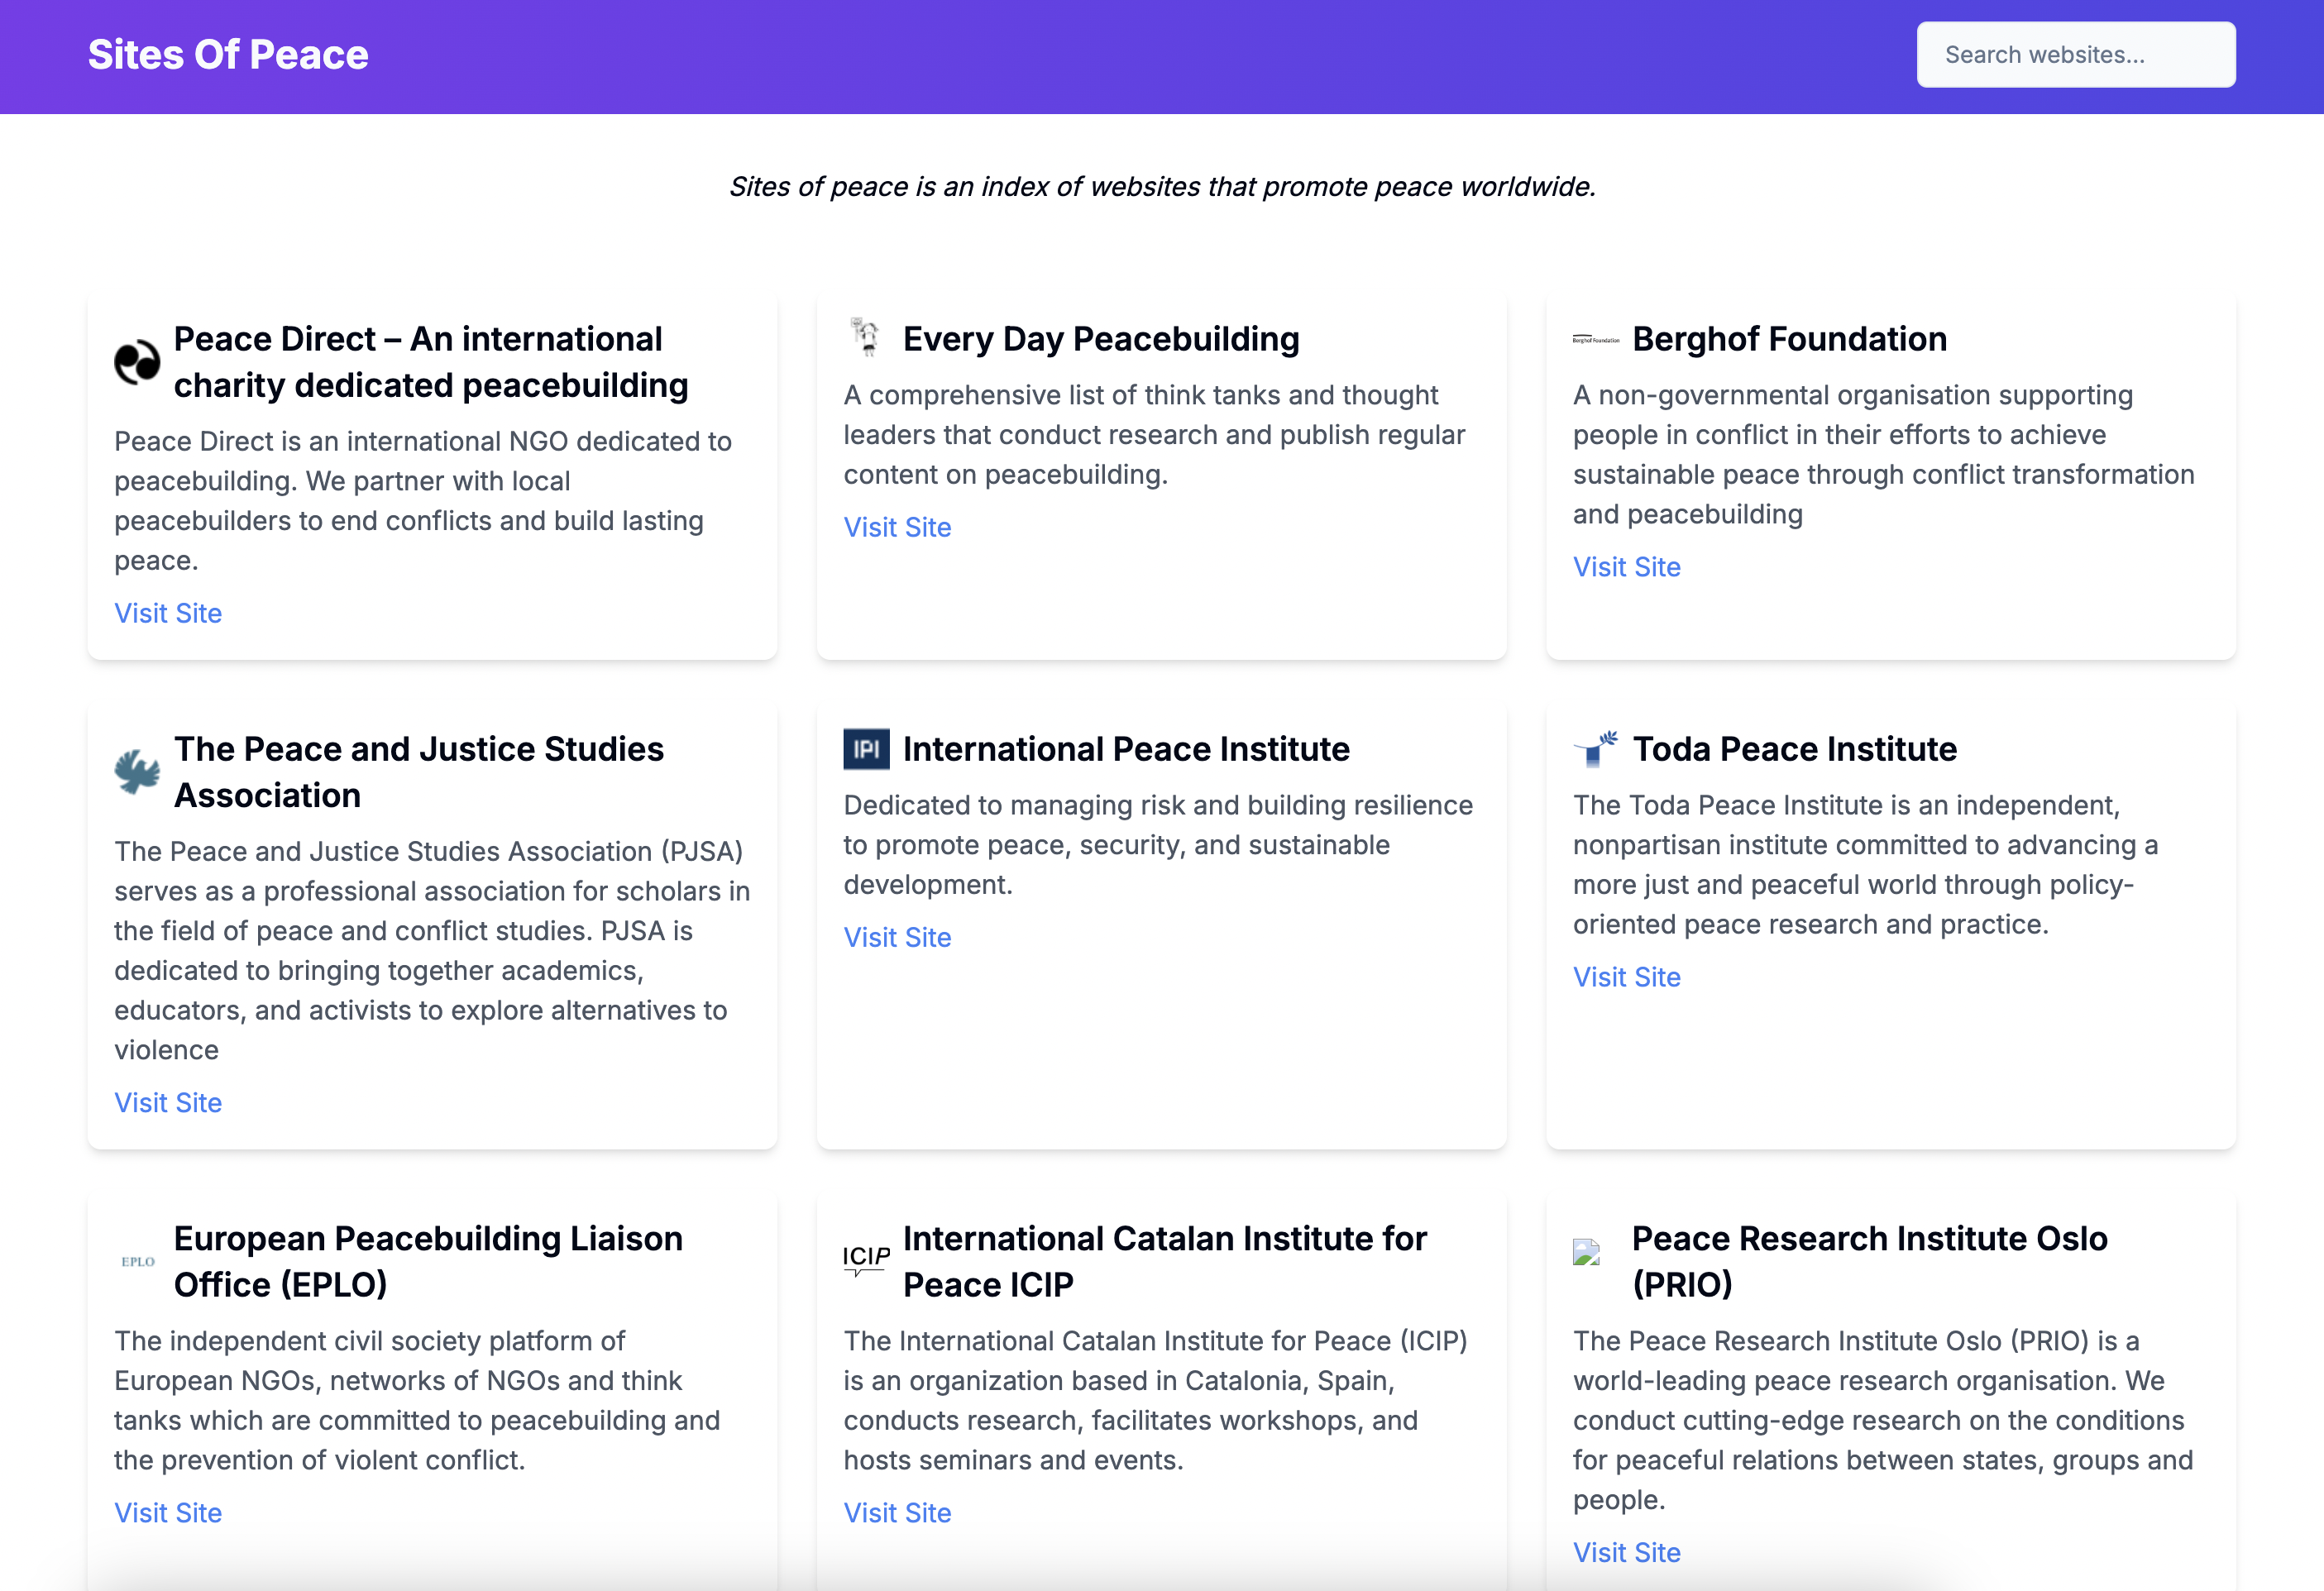 Sites Of Peace
Search websites...
Sites of peace is an index of websites that promote peace worldwide.
Peace Direct – An international
charity dedicated peacebuilding
Peace Direct is an international NGO dedicated to
peacebuilding. We partner with local
peacebuilders to end conflicts and build lasting
peace.
Visit Site
Every Day Peacebuilding
A comprehensive list of think tanks and thought
leaders that conduct research and publish regular
content on peacebuilding.
Visit Site
Berghof Foundation
Berghof Foundation
A non-governmental organisation supporting
people in conflict in their efforts to achieve
sustainable peace through conflict transformation
and peacebuilding
Visit Site
The Peace and Justice Studies
Association
The Peace and Justice Studies Association (PJSA)
serves as a professional association for scholars in
the field of peace and conflict studies. PJSA is
dedicated to bringing together academics,
educators, and activists to explore alternatives to
violence
Visit Site
IPI
International Peace Institute
Dedicated to managing risk and building resilience
to promote peace, security, and sustainable
development.
Visit Site
Toda Peace Institute
The Toda Peace Institute is an independent,
nonpartisan institute committed to advancing a
more just and peaceful world through policy-
oriented peace research and practice.
Visit Site
EPLO
European Peacebuilding Liaison
Office (EPLO)
The independent civil society platform of
European NGOs, networks of NGOs and think
tanks which are committed to peacebuilding and
the prevention of violent conflict.
Visit Site
ICIP
International Catalan Institute for
Peace ICIP
The International Catalan Institute for Peace (ICIP)
is an organization based in Catalonia, Spain,
conducts research, facilitates workshops, and
hosts seminars and events.
Visit Site
Peace Research Institute Oslo
(PRIO)
The Peace Research Institute Oslo (PRIO) is a
world-leading peace research organisation. We
conduct cutting-edge research on the conditions
for peaceful relations between states, groups and
people.
Visit Site